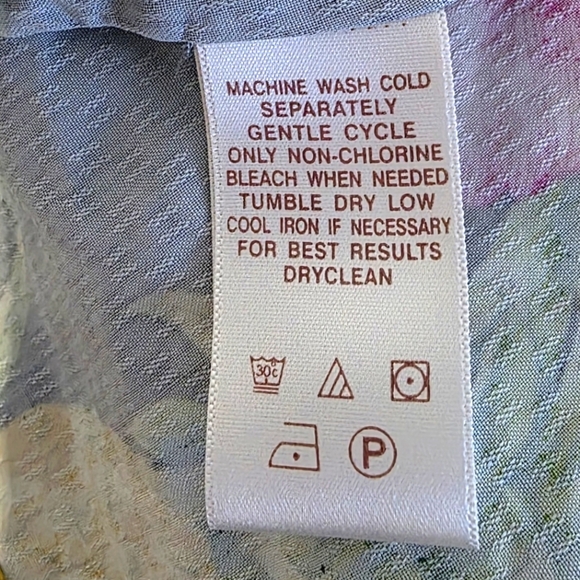 MACHINE WASH COLD
SEPARATELY
GENTLE CYCLE
ONLY NON-CHLORINE
BLEACH WHEN NEEDED
TUMBLE DRY LOW
COOL IRON IF NECESSARY
FOR BEST RESULTS
DRYCLEAN
30°C
P